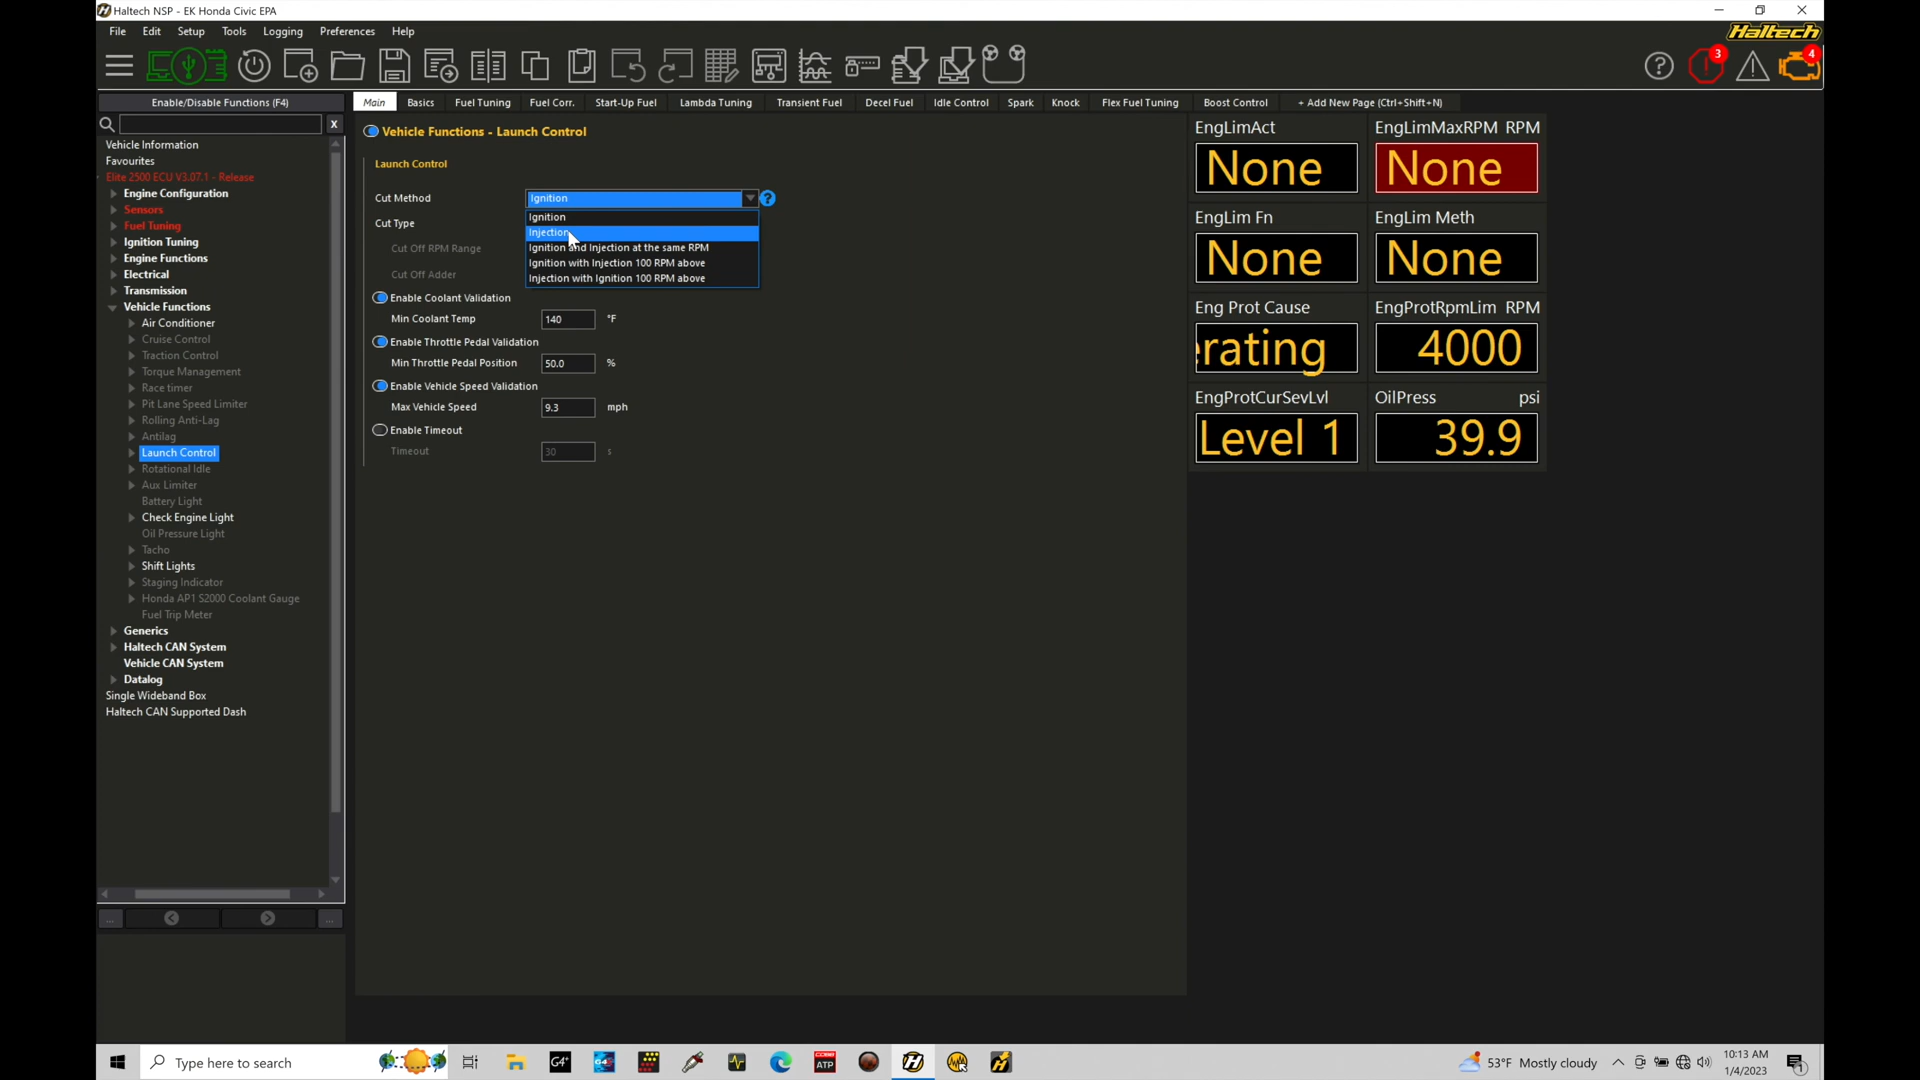 Haltech NSP - EK Honda Civic EPA
File Edit Setup Tools Logging Preferences Help
Haltech
3
4
Enable/Disable Functions (F4)
Main Basics Fuel Tuning Fuel Corr. Start-Up Fuel Lambda Tuning Transient Fuel Decel Fuel Idle Control Spark Knock Flex Fuel Tuning Boost Control + Add New Page (Ctrl+Shift+N)
X
Vehicle Information
Favourites
Elite 2500 ECU V3.07.1 - Release
Engine Configuration
Sensors
Fuel Tuning
Ignition Tuning
Engine Functions
Electrical
Transmission
Vehicle Functions
Air Conditioner
Cruise Control
Traction Control
Torque Management
Race timer
Pit Lane Speed Limiter
Rolling Anti-Lag
Antilag
Launch Control
Rotational Idle
Aux Limiter
Battery Light
Check Engine Light
Oil Pressure Light
Tacho
Shift Lights
Staging Indicator
Honda AP1 S2000 Coolant Gauge
Fuel Trip Meter
Generics
Haltech CAN System
Vehicle CAN System
Datalog
Single Wideband Box
Haltech CAN Supported Dash
... ...
Vehicle Functions - Launch Control
Launch Control
Cut Method Ignition ?
Cut Type
Cut Off RPM Range
Cut Off Adder
Ignition
Injection
Ignition and Injection at the same RPM
Ignition with Injection 100 RPM above
Injection with Ignition 100 RPM above
Enable Coolant Validation
Min Coolant Temp 140 °F
Enable Throttle Pedal Validation
Min Throttle Pedal Position 50.0 %
Enable Vehicle Speed Validation
Max Vehicle Speed 9.3 mph
Enable Timeout
Timeout 30 s
EngLimAct EngLimMaxRPM RPM
None None
EngLim Fn EngLim Meth
None None
Eng Prot Cause EngProtRpmLim RPM
erating 4000
EngProtCurSevLvl OilPress psi
Level 1 39.9
Type here to search
G4+
COBB
ATP
53°F Mostly cloudy
10:13 AM
1/4/2023
1